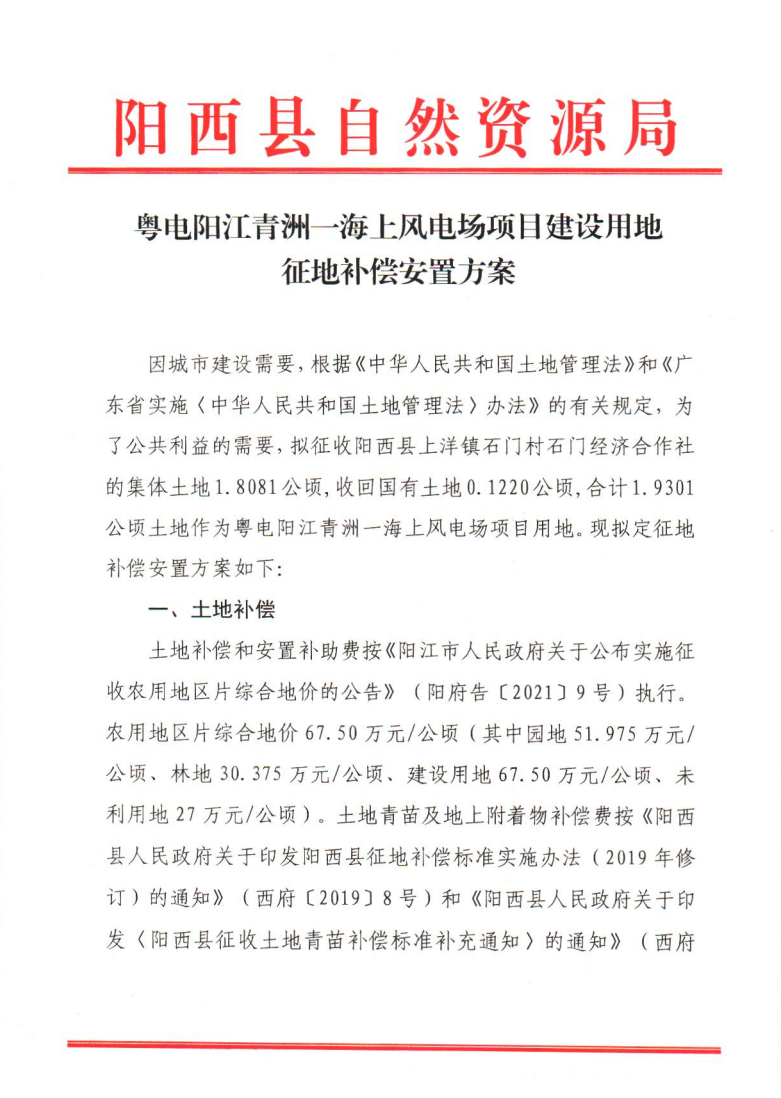 阳西县自然资源局
粤电阳江青洲一海上风电场项目建设用地
征地补偿安置方案
因城市建设需要,根据《中华人民共和国土地管理法》和《广
东省实施〈中华人民共和国土地管理法〉办法》的有关规定，为
了公共利益的需要,拟征收阳西县上洋镇石门村石门经济合作社
的集体土地1.8081公顷,收回国有土地0.1220公顷,合计1.9301
公顷土地作为粤电阳江青洲一海上风电场项目用地。现拟定征地
补偿安置方案如下:
一、土地补偿
土地补偿和安置补助费按《阳江市人民政府关于公布实施征
收农用地区片综合地价的公告》（阳府告〔2021〕9号）执行。
农用地区片综合地价67.50万元/公顷（其中园地51.975万元/
公顷、林地30.375万元/公顷、建设用地67.50万元/公顷、未
利用地27万元/公顷）。土地青苗及地上附着物补偿费按《阳西
县人民政府关于印发阳西县征地补偿标准实施办法（2019年修
订）的通知》（西府〔2019〕8号）和《阳西县人民政府关于印
发〈阳西县征收土地青苗补偿标准补充通知〉的通知》（西府